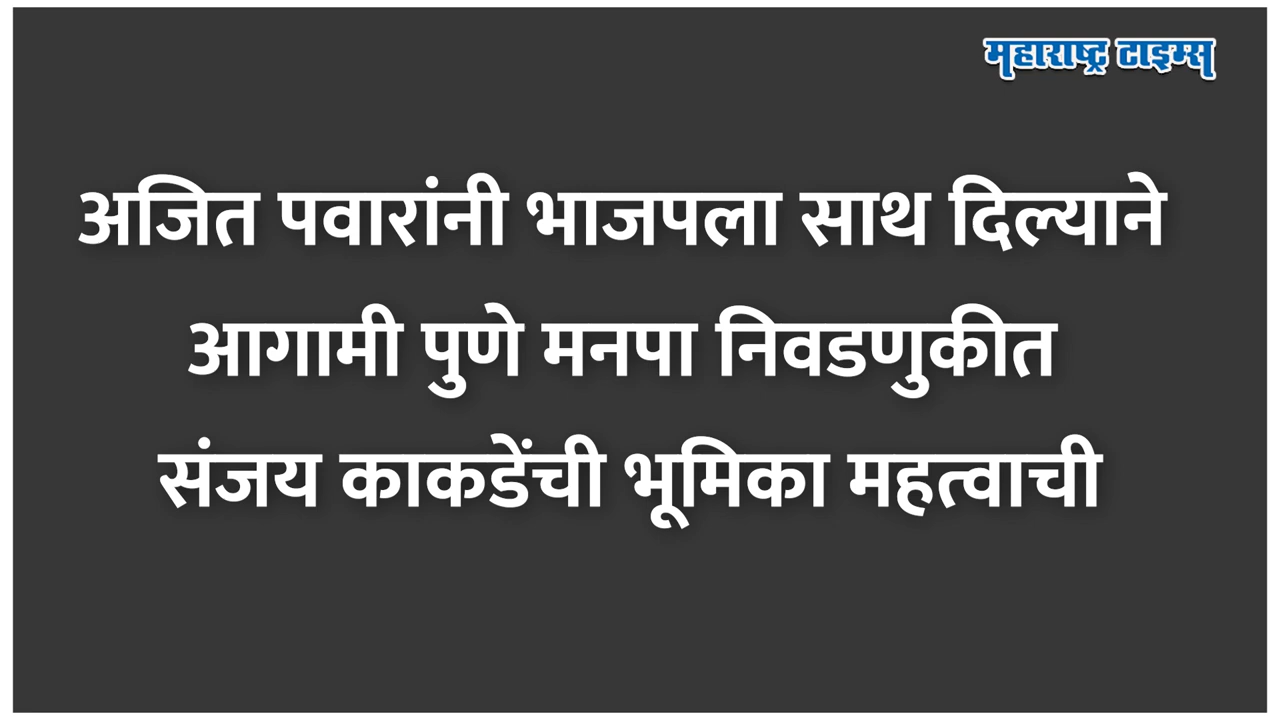 महाराष्ट्र टाइम्स
अजित पवारांनी भाजपला साथ दिल्याने
आगामी पुणे मनपा निवडणुकीत
संजय काकडेंची भूमिका महत्वाची